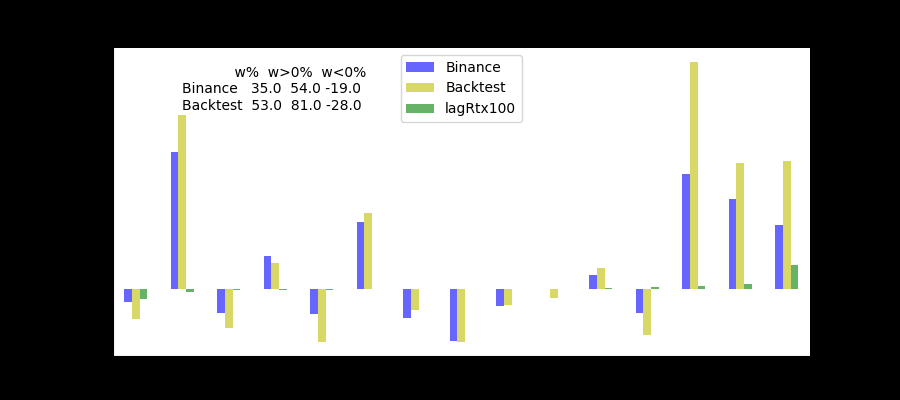 w% w>0% w<0%
Binance 35.0 54.0 -19.0
Backtest 53.0 81.0 -28.0
Binance
Backtest
lagRtx100